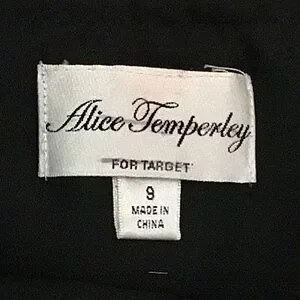 Alice Temperley
FOR TARGET
9
MADE IN
CHINA